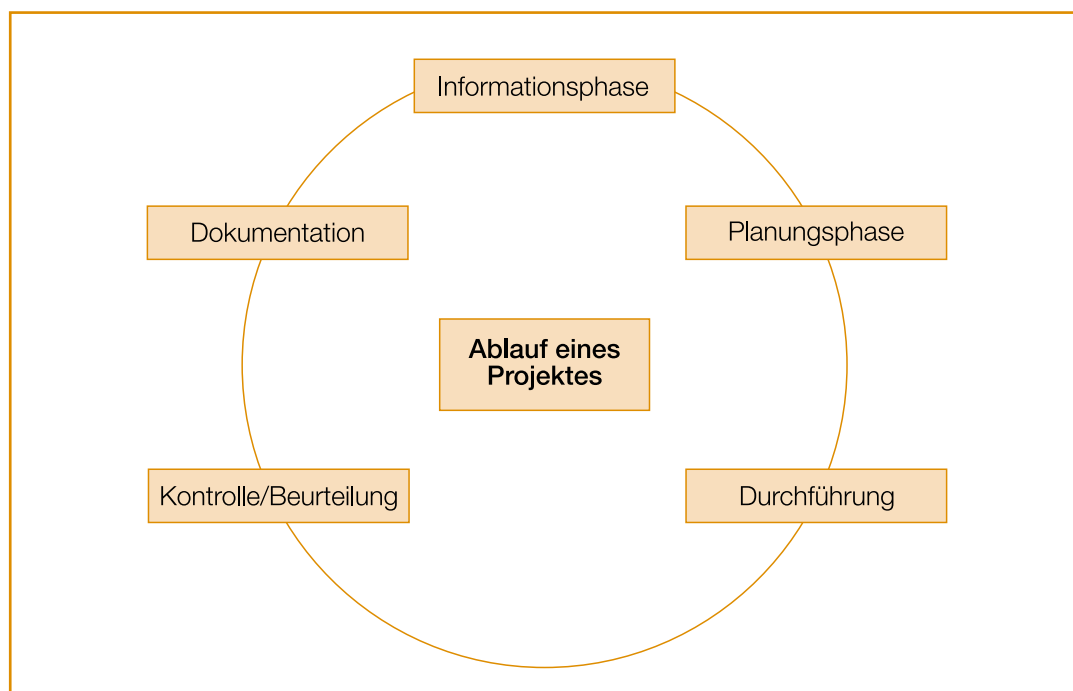 Informationsphase
Dokumentation
Planungsphase
Ablauf eines
Projektes
Kontrolle/Beurteilung
Durchführung